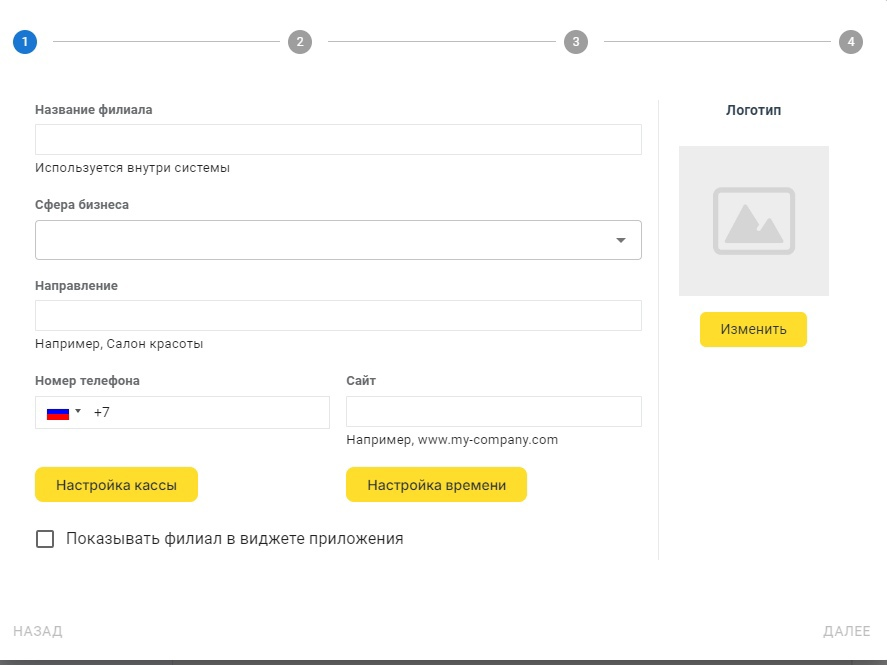 1 2 3 4
Название филиала
Используется внутри системы
Сфера бизнеса
Направление
Например, Салон красоты
Номер телефона
+7
Сайт
Например, www.my-company.com
Настройка кассы
Настройка времени
Показывать филиал в виджете приложения
Логотип
Изменить
НАЗАД
ДАЛЕЕ